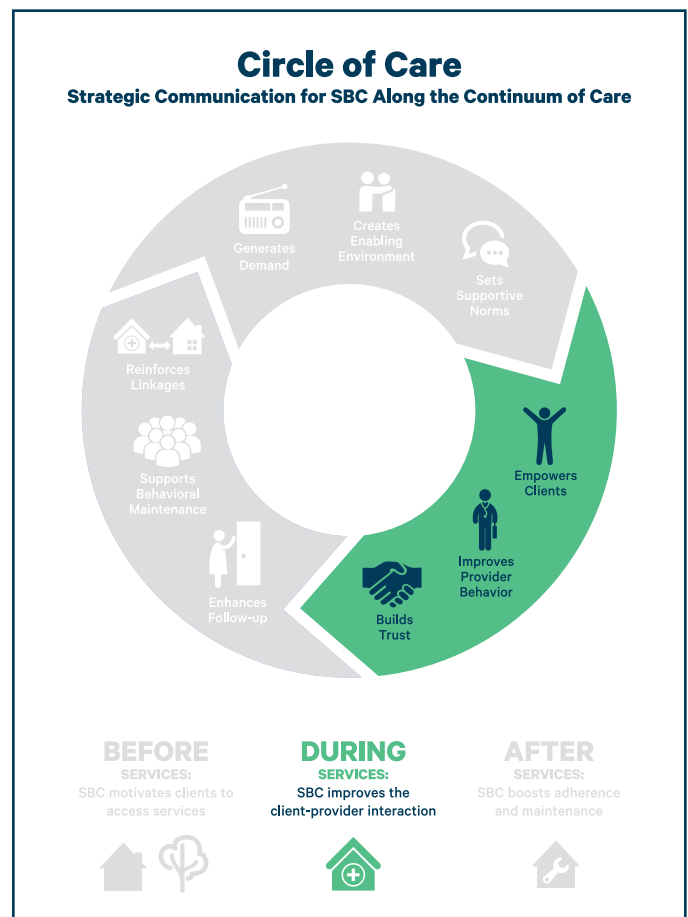 Circle of Care
Strategic Communication for SBC Along the Continuum of Care
Generates
Demand
Creates
Enabling
Environment
Sets
Supportive
Norms
Empowers
Clients
Improves
Provider
Behavior
Builds
Trust
Enhances
Follow-up
Supports
Behavioral
Maintenance
Reinforces
Linkages
BEFORE
SERVICES:
SBC motivates clients to
access services
DURING
SERVICES:
SBC improves the
client-provider interaction
AFTER
SERVICES:
SBC boosts adherence
and maintenance